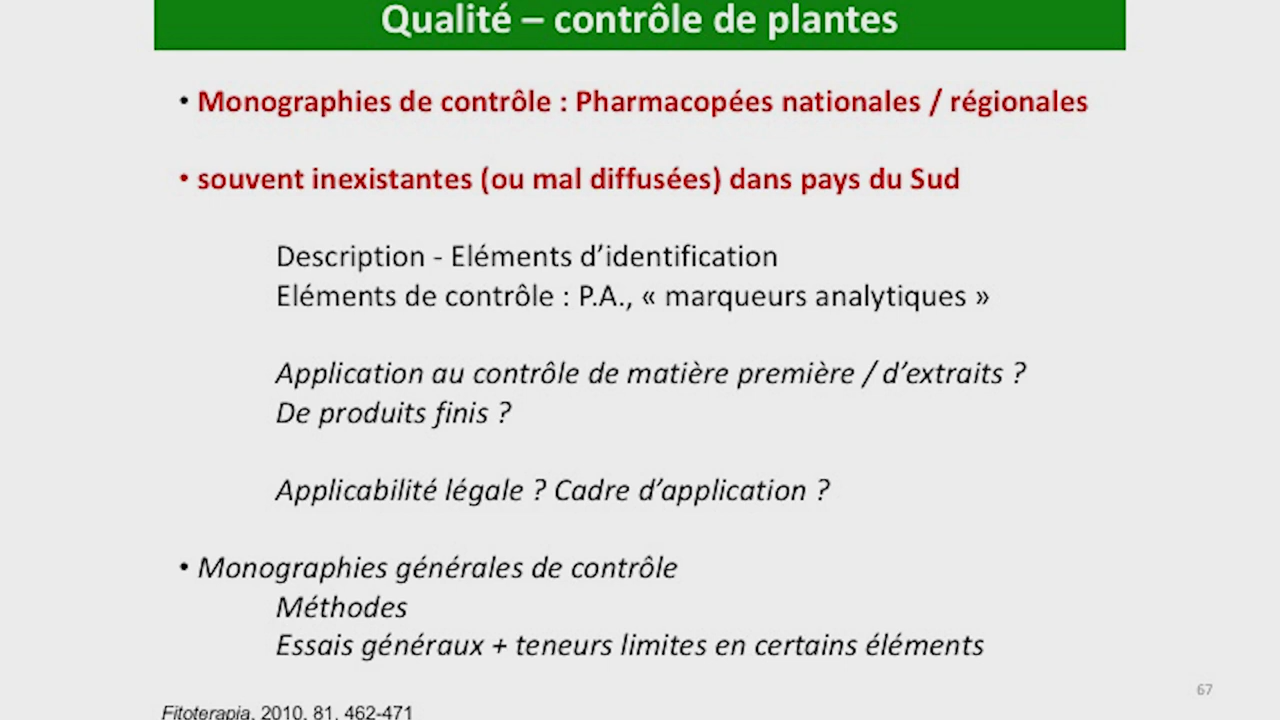 Qualité – contrôle de plantes
• Monographies de contrôle : Pharmacopées nationales / régionales
• souvent inexistantes (ou mal diffusées) dans pays du Sud
Description - Eléments d’identification
Eléments de contrôle : P.A., « marqueurs analytiques »
Application au contrôle de matière première / d’extraits ?
De produits finis ?
Applicabilité légale ? Cadre d’application ?
• Monographies générales de contrôle
Méthodes
Essais généraux + teneurs limites en certains éléments
67
Fitoterapia, 2010, 81, 462-471